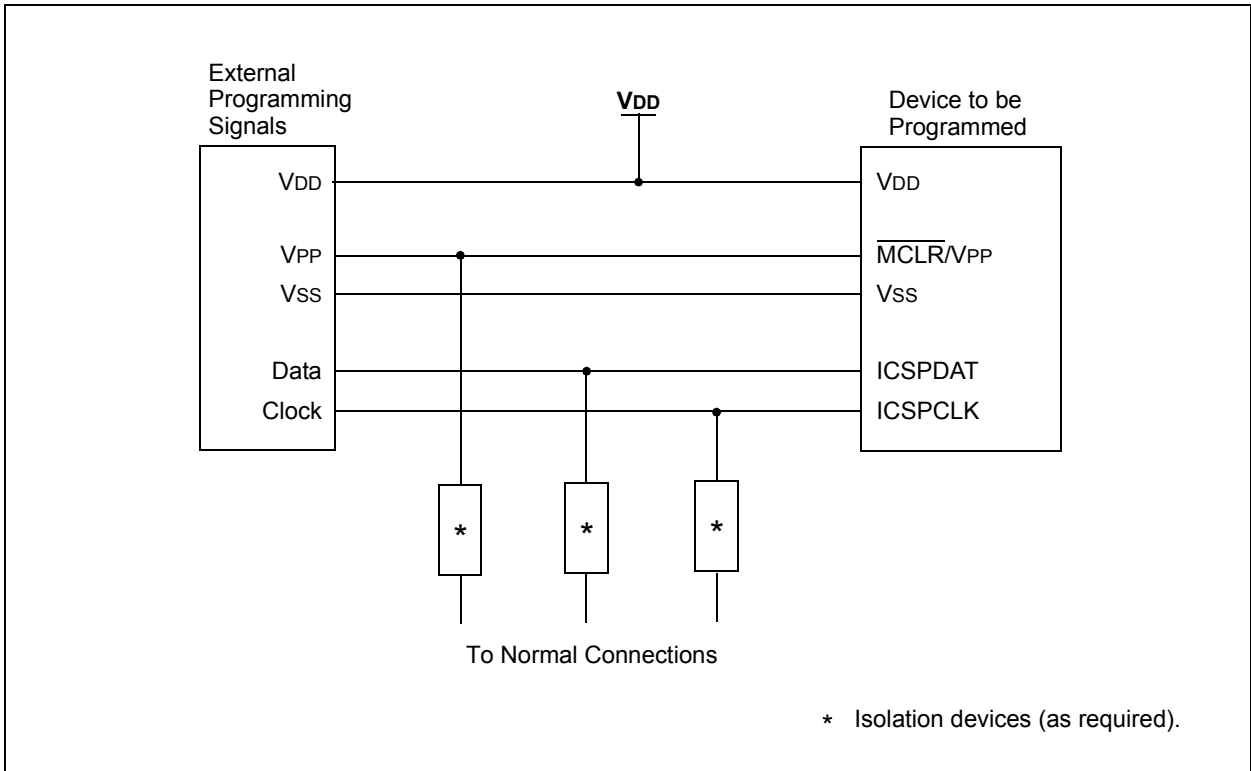 External
Programming
Signals
VDD
Device to be
Programmed
VDD
VDD
VPP
MCLR/VPP
VSS
VSS
Data
ICSPDAT
Clock
ICSPCLK
*
*
*
To Normal Connections
* Isolation devices (as required).